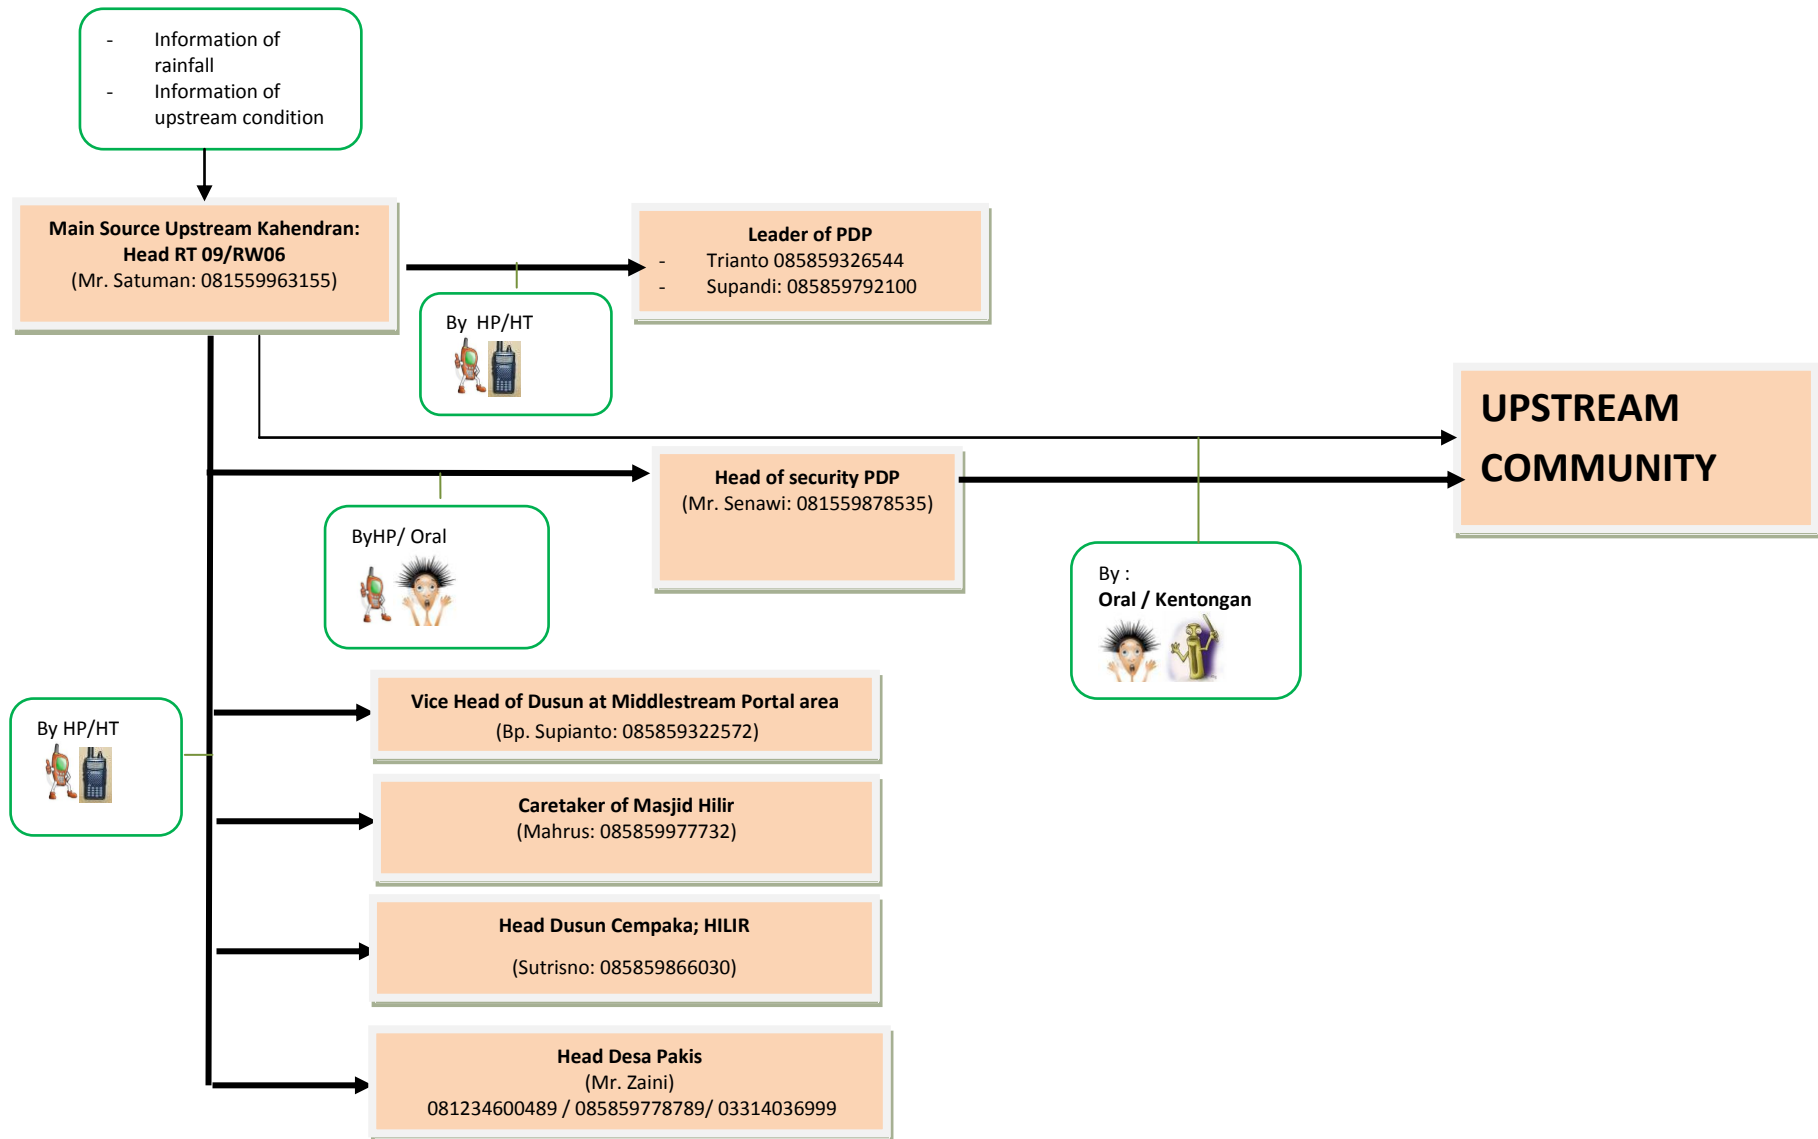 - Information of
rainfall
- Information of
upstream condition
Main Source Upstream Kahendran:
Head RT 09/RW06
(Mr. Satuman: 081559963155)
Leader of PDP
- Trianto 085859326544
- Supandi: 085859792100
By HP/HT
UPSTREAM
COMMUNITY
Head of security PDP
(Mr. Senawi: 081559878535)
ByHP/ Oral
By :
Oral / Kentongan
By HP/HT
Vice Head of Dusun at Middlestream Portal area
(Bp. Supianto: 085859322572)
Caretaker of Masjid Hilir
(Mahrus: 085859977732)
Head Dusun Cempaka; HILIR
(Sutrisno: 085859866030)
Head Desa Pakis
(Mr. Zaini)
081234600489 / 085859778789/ 03314036999